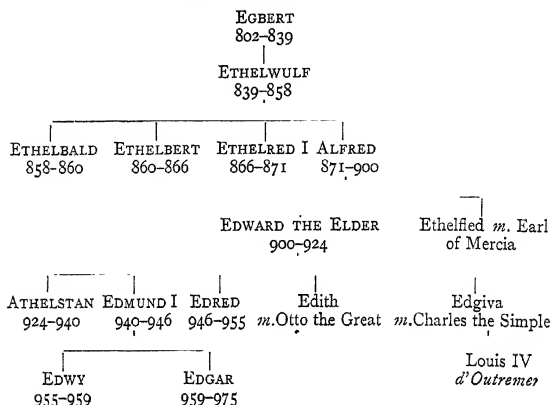 EGBERT
802–839
ETHELWULF
839–858
ETHELBALD ETHELBERT ETHELRED I ALFRED
858–860 860–866 866–871 871–900
EDWARD THE ELDER Ethelfled m. Earl
900–924 of Mercia
ATHELSTAN EDMUND I EDRED Edith Edgiva
924–940 940–946 946–955 m.Otto the Great m.Charles the Simple
Louis IV
EDWY EDGAR d'Outremer
955–959 959–975